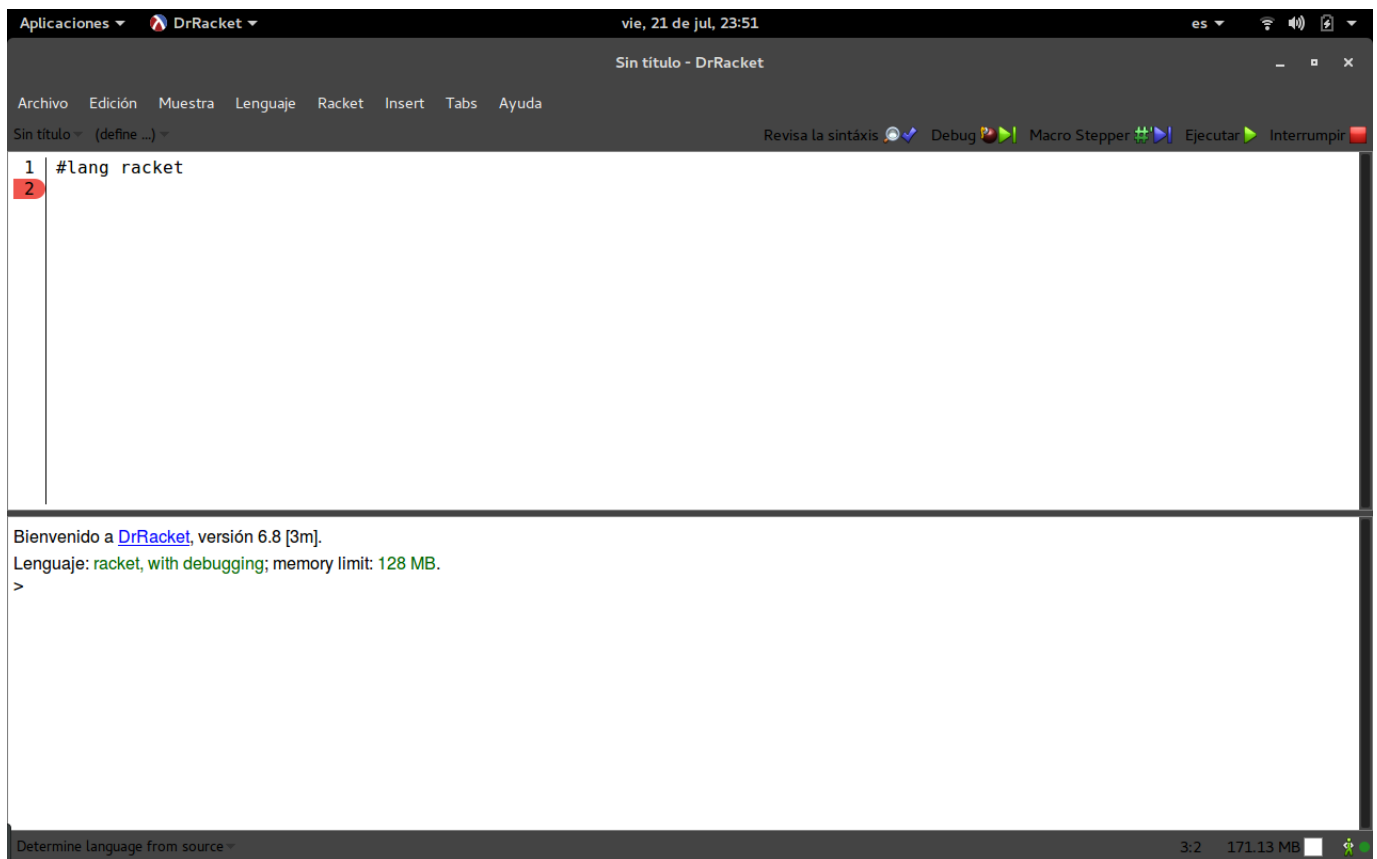 Aplicaciones DrRacket vie, 21 de jul, 23:51 es
Sin título - DrRacket
Archivo Edición Muestra Lenguaje Racket Insert Tabs Ayuda
Sin título (define ...) Revisa la sintáxis Debug Macro Stepper #' Ejecutar Interrumpir
1 #lang racket
2
Bienvenido a DrRacket, versión 6.8 [3m].
Lenguaje: racket, with debugging; memory limit: 128 MB.
>
Determine language from source 3:2 171.13 MB